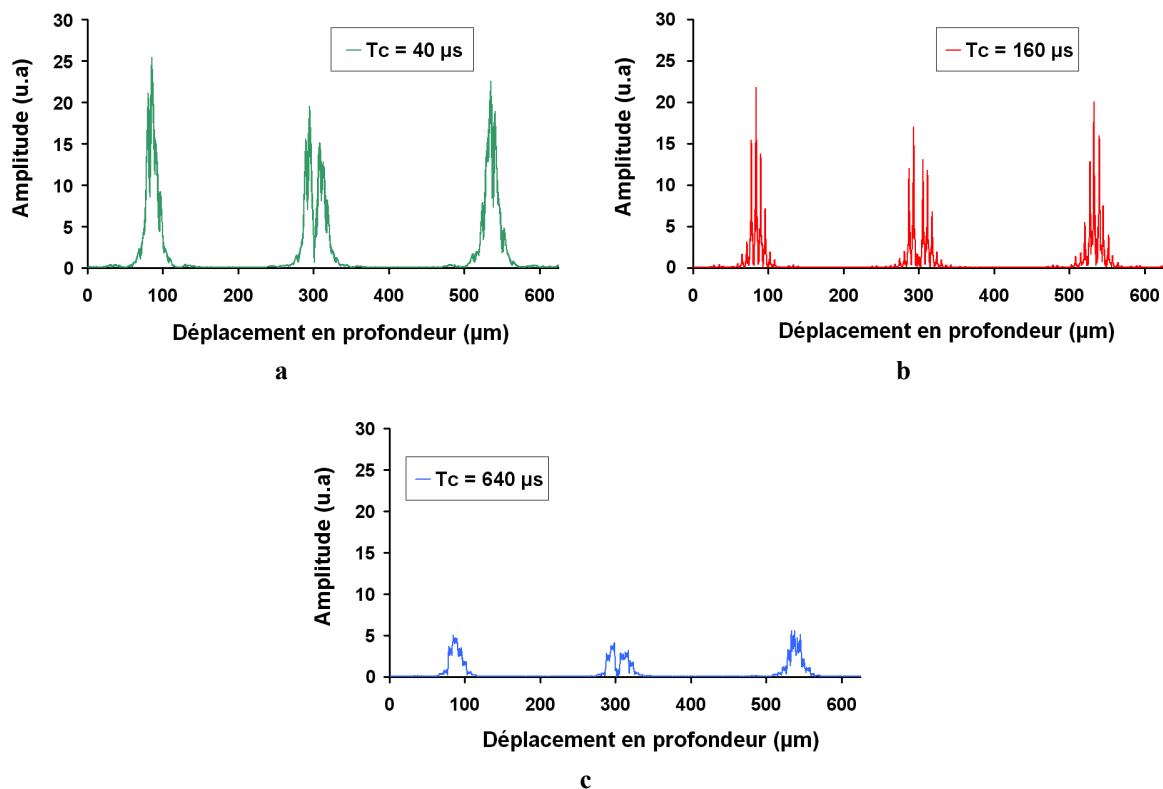 30
25
20
15
10
5
0
Amplitude (u.a)
Tc = 40 µs
0 100 200 300 400 500 600
Déplacement en profondeur (µm)
a
30
25
20
15
10
5
0
Amplitude (u.a)
Tc = 160 µs
0 100 200 300 400 500 600
Déplacement en profondeur (µm)
b
30
25
20
15
10
5
0
Amplitude (u.a)
Tc = 640 µs
0 100 200 300 400 500 600
Déplacement en profondeur (µm)
c